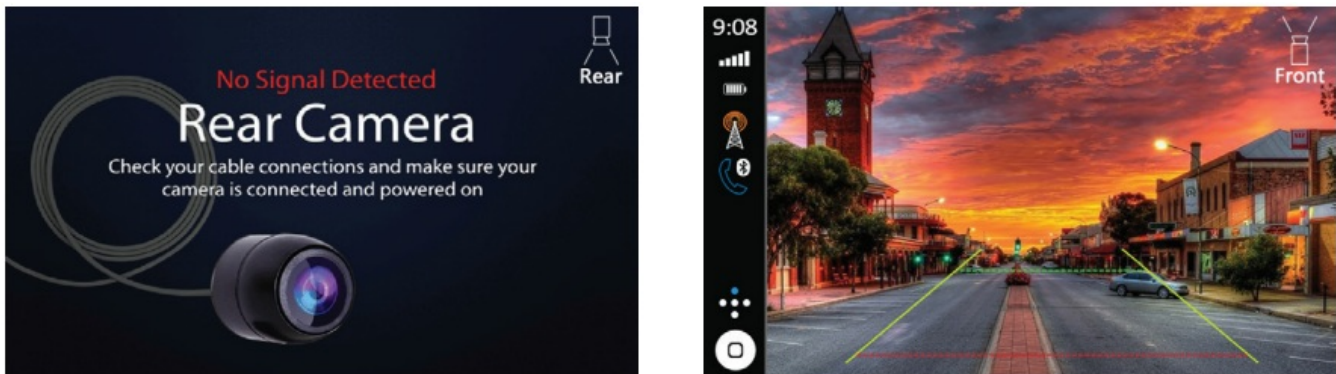 No Signal Detected
Rear Camera
Check your cable connections and make sure your
camera is connected and powered on
Rear
9:08
Front